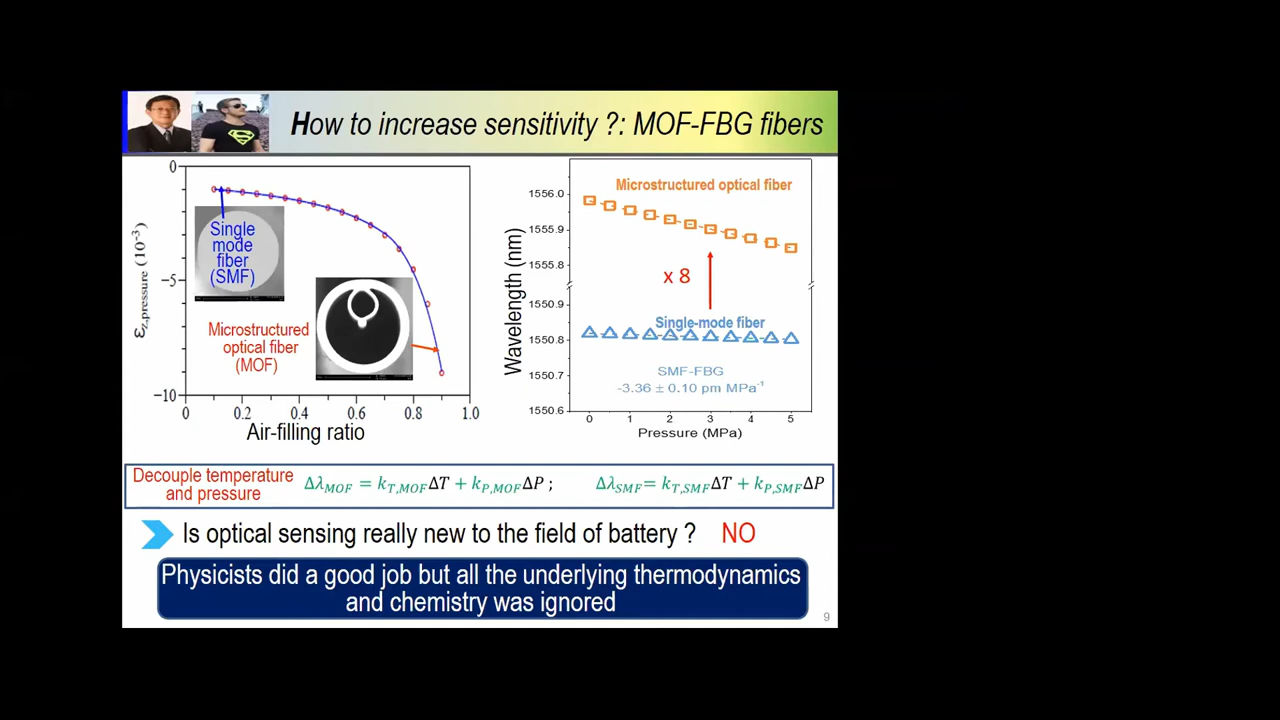 How to increase sensitivity ?: MOF-FBG fibers
0
−5
−10
εz,pressure (10⁻³)
Single
mode
fiber
(SMF)
Microstructured
optical fiber
(MOF)
0
0.2
0.4
0.6
0.8
1.0
Air-filling ratio
1556.0
1555.9
1555.8
1550.9
1550.8
1550.7
1550.6
Wavelength (nm)
Microstructured optical fiber
x 8
Single-mode fiber
SMF-FBG
-3.36 ± 0.10 pm MPa⁻¹
0
1
2
3
4
5
Pressure (MPa)
Decouple temperature
and pressure
Δλ_MOF = k_T,MOF ΔT + k_P,MOF ΔP ;
Δλ_SMF = k_T,SMF ΔT + k_P,SMF ΔP
Is optical sensing really new to the field of battery ? NO
Physicists did a good job but all the underlying thermodynamics
and chemistry was ignored
9